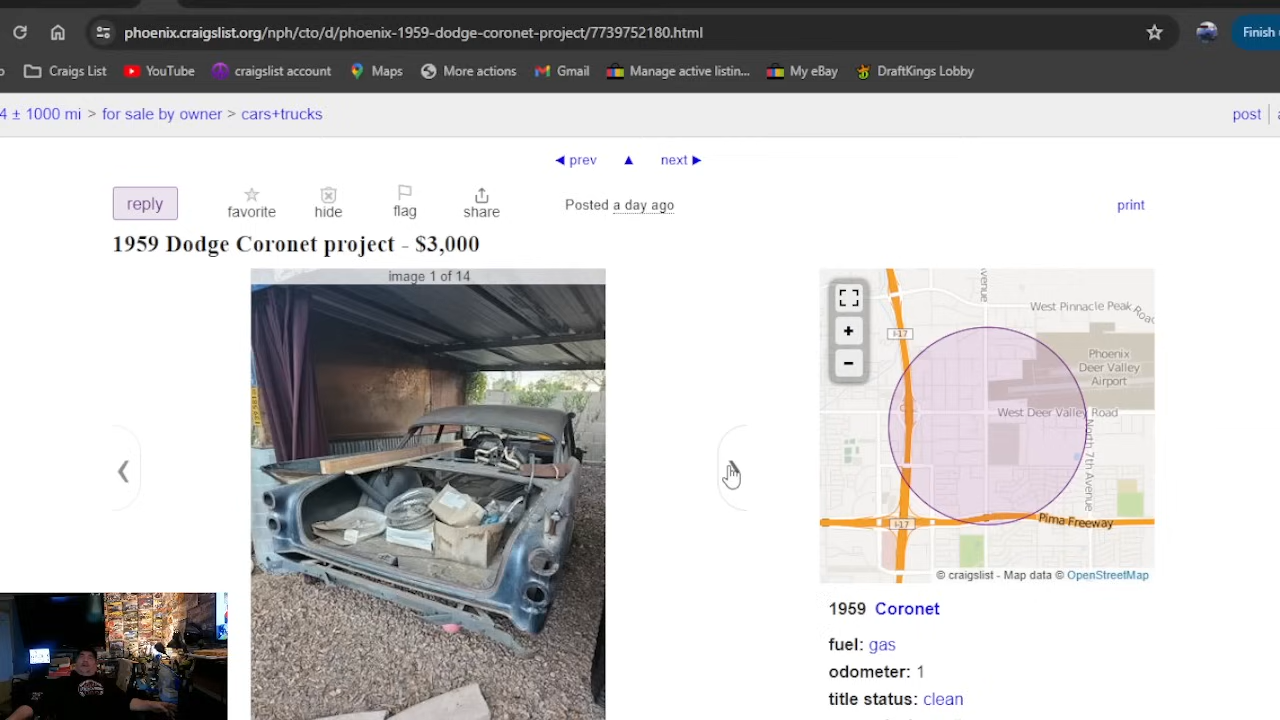 phoenix.craigslist.org/nph/cto/d/phoenix-1959-dodge-coronet-project/7739752180.html
Finish
Craigs List
YouTube
craigslist account
Maps
More actions
Gmail
Manage active listin...
My eBay
DraftKings Lobby
4 ± 1000 mi > for sale by owner > cars+trucks
post
◀ prev ▲ next ▶
reply
favorite
hide
flag
share
Posted a day ago
print
1959 Dodge Coronet project - $3,000
image 1 of 14
+
−
I-17
West Pinnacle Peak Road
Phoenix
Deer Valley
Airport
West Deer Valley Road
North 7th Avenue
Pima Freeway
I-17
© craigslist - Map data © OpenStreetMap
1959 Coronet
fuel: gas
odometer: 1
title status: clean